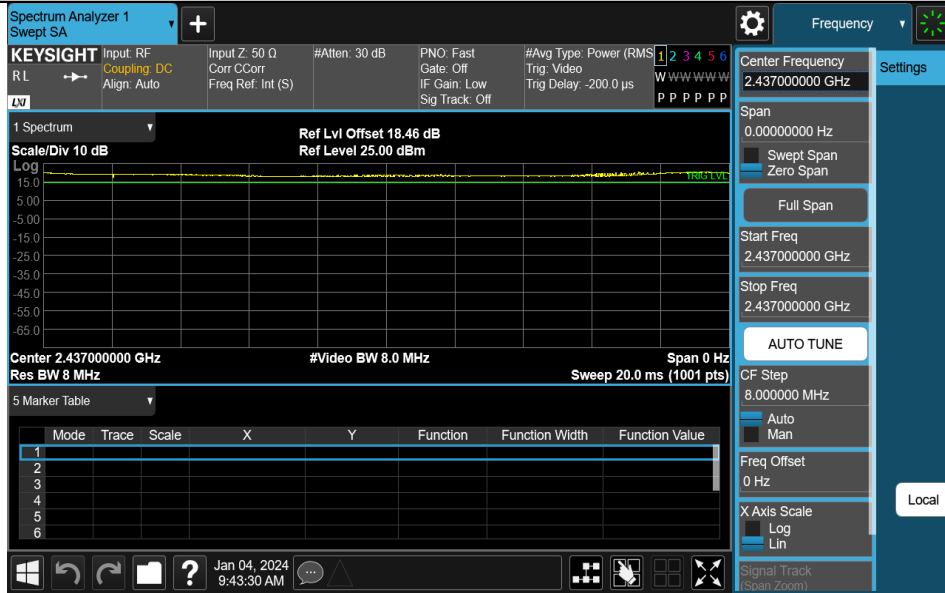 Spectrum Analyzer 1
Swept SA
+
Frequency
KEYSIGHT
RL
LXI
Input: RF
Coupling: DC
Align: Auto
Input Z: 50 Ω
Corr CCorr
Freq Ref: Int (S)
#Atten: 30 dB
PNO: Fast
Gate: Off
IF Gain: Low
Sig Track: Off
#Avg Type: Power (RMS
Trig: Video
Trig Delay: -200.0 µs
1 2 3 4 5 6
W W W W W W
P P P P P P
1 Spectrum
Scale/Div 10 dB
Ref Lvl Offset 18.46 dB
Ref Level 25.00 dBm
Log
15.0
5.00
-5.00
-15.0
-25.0
-35.0
-45.0
-55.0
-65.0
TRIG LVL
Center 2.437000000 GHz
#Video BW 8.0 MHz
Span 0 Hz
Res BW 8 MHz
Sweep 20.0 ms (1001 pts)
5 Marker Table
Mode Trace Scale X Y Function Function Width Function Value
1
2
3
4
5
6
?
Jan 04, 2024
9:43:30 AM
Center Frequency
2.437000000 GHz
Span
0.00000000 Hz
Swept Span
Zero Span
Full Span
Start Freq
2.437000000 GHz
Stop Freq
2.437000000 GHz
AUTO TUNE
CF Step
8.000000 MHz
Auto
Man
Freq Offset
0 Hz
X Axis Scale
Log
Lin
Signal Track
(Span Zoom)
Settings
Local